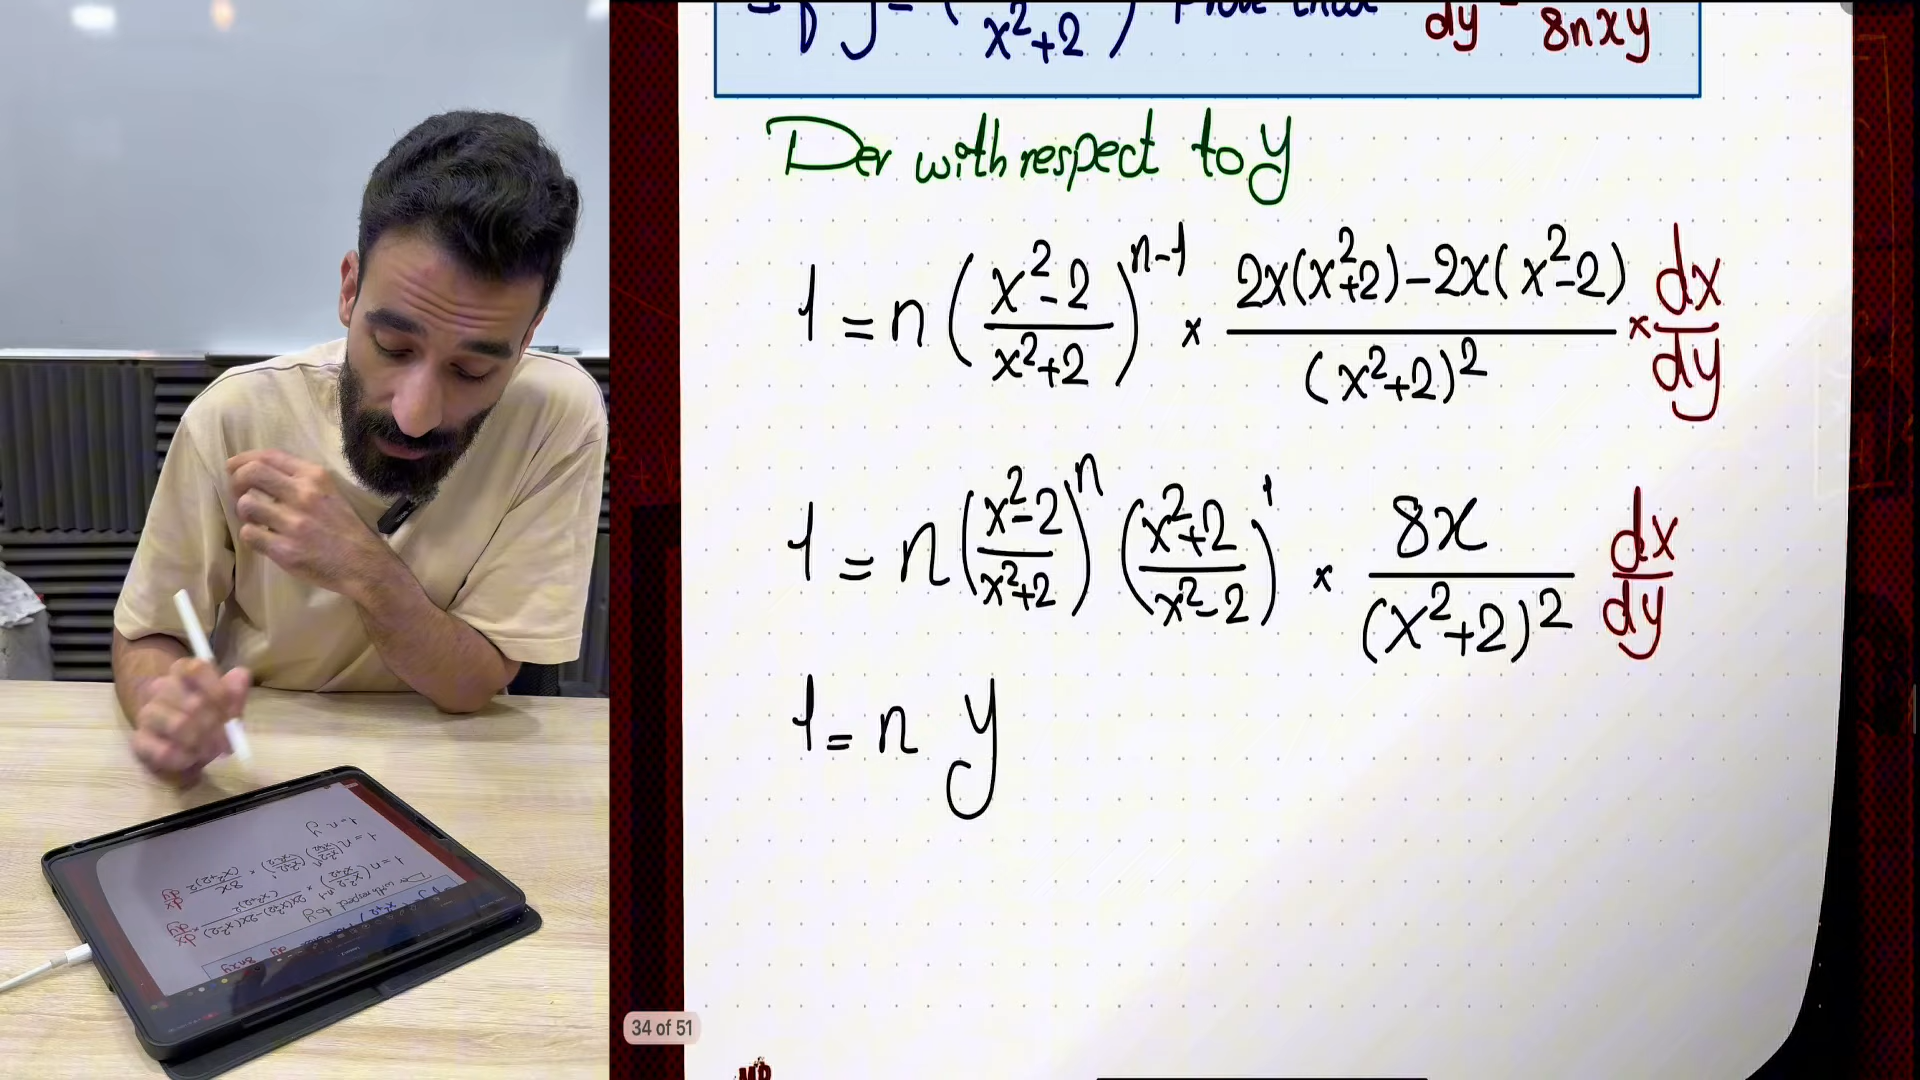 x²+2 dy 8nxy
Der with respect to y
1 = n ( x²-2 / x²+2 )ⁿ⁻¹ × 2x(x²+2)-2x(x²-2) / (x²+2)² × dx / dy
1 = n ( x²-2 / x²+2 )ⁿ ( x²+2 / x²-2 )¹ × 8x / (x²+2)² dx / dy
1 = n y
34 of 51